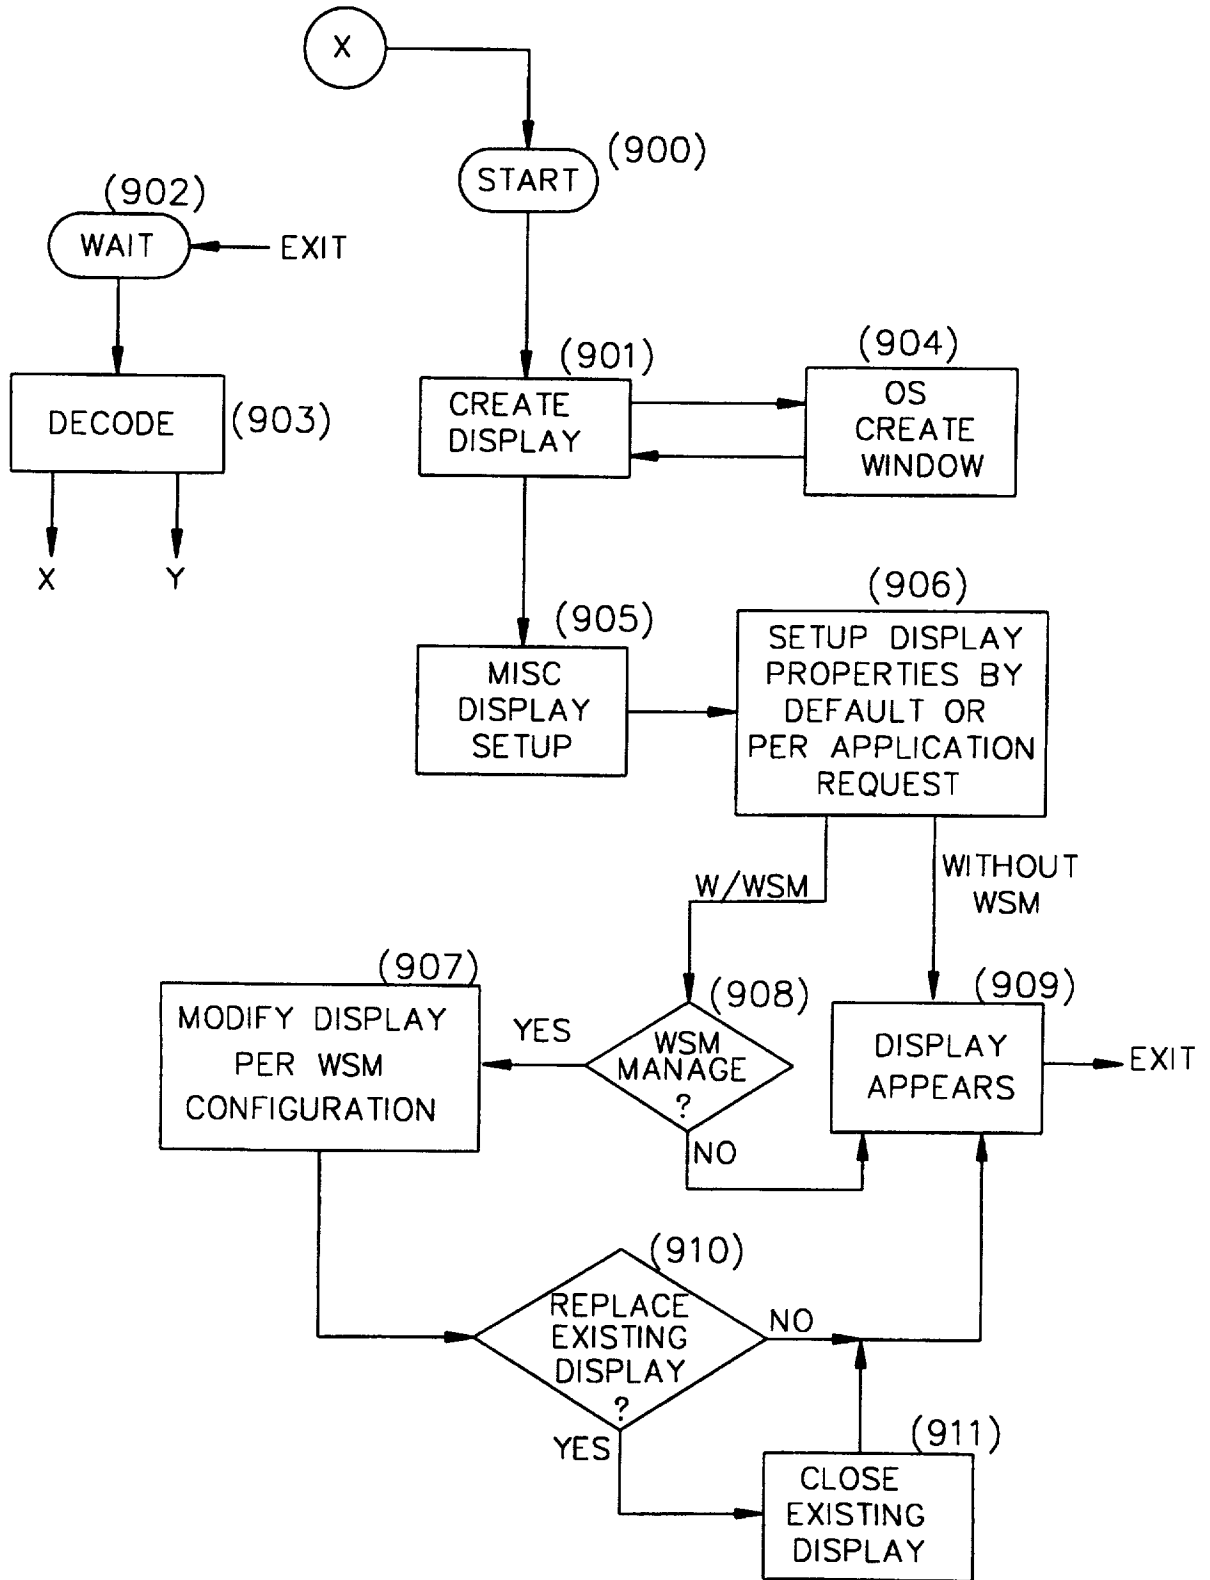 X
(900)
START
(902)
WAIT
EXIT
(901)
CREATE
DISPLAY
(904)
OS
CREATE
WINDOW
DECODE
(903)
X
Y
(905)
MISC
DISPLAY
SETUP
(906)
SETUP DISPLAY
PROPERTIES BY
DEFAULT OR
PER APPLICATION
REQUEST
W/WSM
WITHOUT
WSM
(907)
MODIFY DISPLAY
PER WSM
CONFIGURATION
YES
(908)
WSM
MANAGE
?
NO
(909)
DISPLAY
APPEARS
EXIT
(910)
REPLACE
EXISTING
DISPLAY
?
NO
YES
(911)
CLOSE
EXISTING
DISPLAY